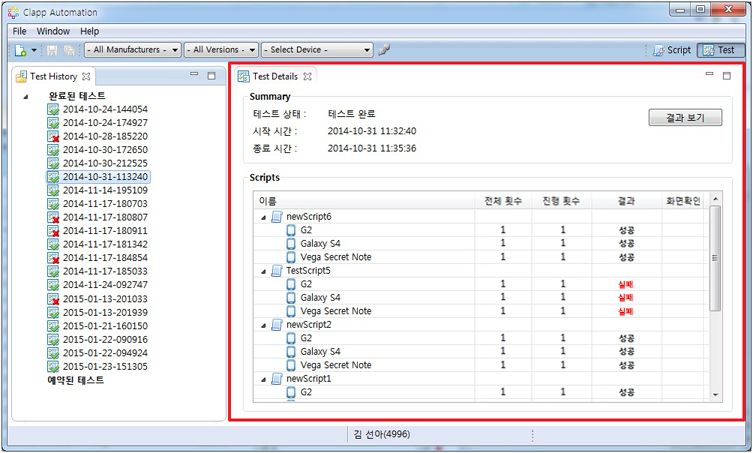 Clapp Automation
File Window Help
- All Manufacturers - - All Versions - - Select Device - Script Test
Test History
완료된 테스트
2014-10-24-144054
2014-10-24-174927
2014-10-28-185220
2014-10-30-172650
2014-10-30-212525
2014-10-31-113240
2014-11-14-195109
2014-11-17-180703
2014-11-17-180807
2014-11-17-180911
2014-11-17-181342
2014-11-17-184854
2014-11-17-185033
2014-11-24-092747
2015-01-13-201033
2015-01-13-201939
2015-01-21-160150
2015-01-22-090916
2015-01-22-094924
2015-01-23-151305
예약된 테스트
Test Details
Summary
테스트 상태 : 테스트 완료
결과 보기
시작 시간 : 2014-10-31 11:32:40
종료 시간 : 2014-10-31 11:35:36
Scripts
이름 전체 횟수 진행 횟수 결과 화면확인
newScript6
G2 1 1 성공
Galaxy S4 1 1 성공
Vega Secret Note 1 1 성공
TestScript5
G2 1 1 실패
Galaxy S4 1 1 실패
Vega Secret Note 1 1 실패
newScript2
G2 1 1 성공
Galaxy S4 1 1 성공
Vega Secret Note 1 1 성공
newScript1
G2 1 1 성공
김 선아(4996)